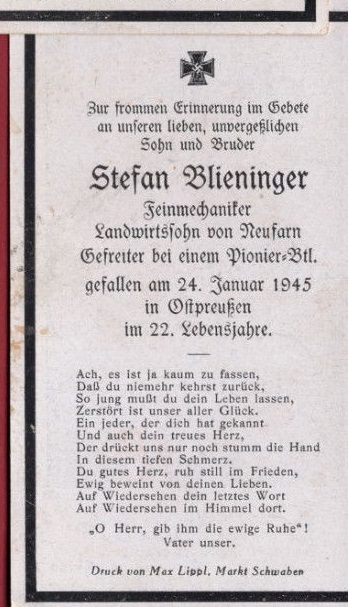 Zur frommen Erinnerung im Gebete
an unseren lieben, unvergeßlichen
Sohn und Bruder
Stefan Blieninger
Feinmechaniker
Landwirtssohn von Neufarn
Gefreiter bei einem Pionier-Btl.
gefallen am 24. Januar 1945
in Ostpreußen
im 22. Lebensjahre.
Ach, es ist ja kaum zu fassen,
Daß du niemehr kehrst zurück,
So jung mußt du dein Leben lassen,
Zerstört ist unser aller Glück.
Ein jeder, der dich hat gekannt
Und auch dein treues Herz,
Der drückt uns nur noch stumm die Hand
In diesem tiefen Schmerz.
Du gutes Herz, ruh still im Frieden,
Ewig beweint von deinen Lieben.
Auf Wiedersehen dein letztes Wort
Auf Wiedersehen im Himmel dort.
„O Herr, gib ihm die ewige Ruhe"!
Vater unser.
Druck von Max Lippl, Markt Schwaben